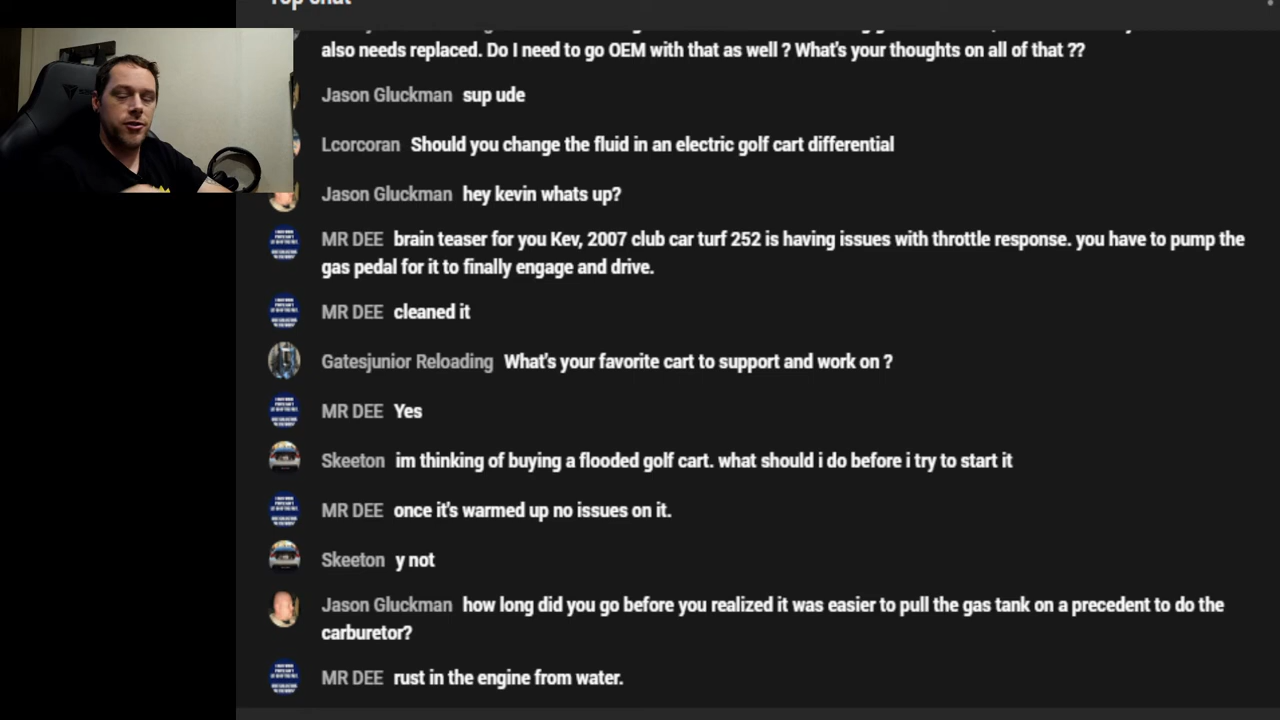 Top chat
also needs replaced. Do I need to go OEM with that as well ? What's your thoughts on all of that ??
Jason Gluckman sup ude
Lcorcoran Should you change the fluid in an electric golf cart differential
Jason Gluckman hey kevin whats up?
MR DEE brain teaser for you Kev, 2007 club car turf 252 is having issues with throttle response. you have to pump the
gas pedal for it to finally engage and drive.
MR DEE cleaned it
Gatesjunior Reloading What's your favorite cart to support and work on ?
MR DEE Yes
Skeeton im thinking of buying a flooded golf cart. what should i do before i try to start it
MR DEE once it's warmed up no issues on it.
Skeeton y not
Jason Gluckman how long did you go before you realized it was easier to pull the gas tank on a precedent to do the
carburetor?
MR DEE rust in the engine from water.